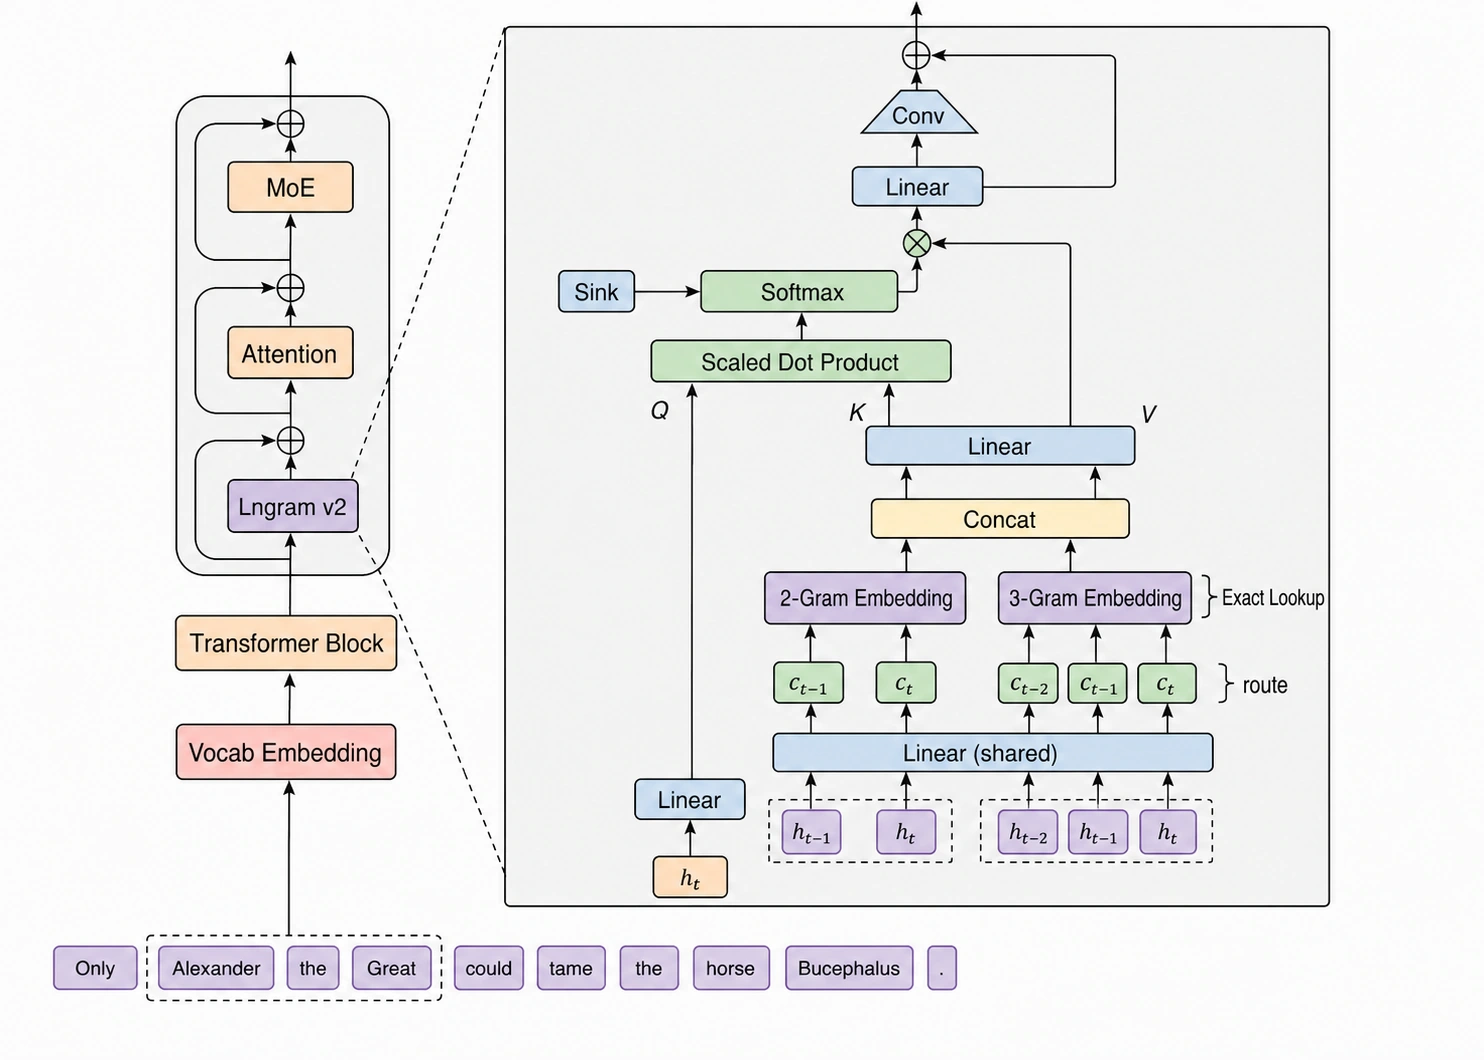 MoE
Attention
Lngram v2
Transformer Block
Vocab Embedding
Conv
Linear
Sink
Softmax
Scaled Dot Product
Q
K
V
Linear
Concat
2-Gram Embedding
3-Gram Embedding
Exact Lookup
c_{t−1}
c_t
c_{t−2}
c_{t−1}
c_t
route
Linear (shared)
Linear
h_{t−1}
h_t
h_{t−2}
h_{t−1}
h_t
h_t
Only Alexander the Great could tame the horse Bucephalus .